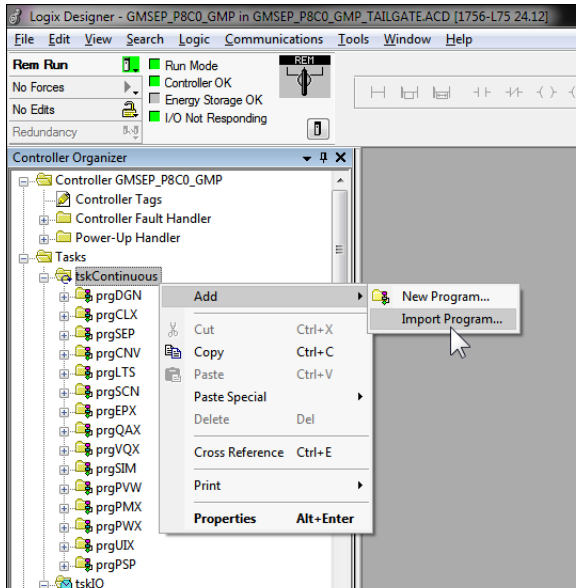 Logix Designer - GMSEP_P8C0_GMP in GMSEP_P8C0_GMP_TAILGATE.ACD [1756-L75 24.12]
File Edit View Search Logic Communications Tools Window Help
Rem Run
No Forces
No Edits
Redundancy
Run Mode
Controller OK
Energy Storage OK
I/O Not Responding
REM
Controller Organizer
Controller GMSEP_P8C0_GMP
Controller Tags
Controller Fault Handler
Power-Up Handler
Tasks
tskContinuous
prgDGN
prgCLX
prgSEP
prgCNV
prgLTS
prgSCN
prgEPX
prgQAX
prgVQX
prgSIM
prgPVW
prgPMX
prgPWX
prgUIX
prgPSP
tskIO
Add
Cut Ctrl+X
Copy Ctrl+C
Paste Ctrl+V
Paste Special
Delete Del
Cross Reference Ctrl+E
Print
Properties Alt+Enter
New Program...
Import Program...